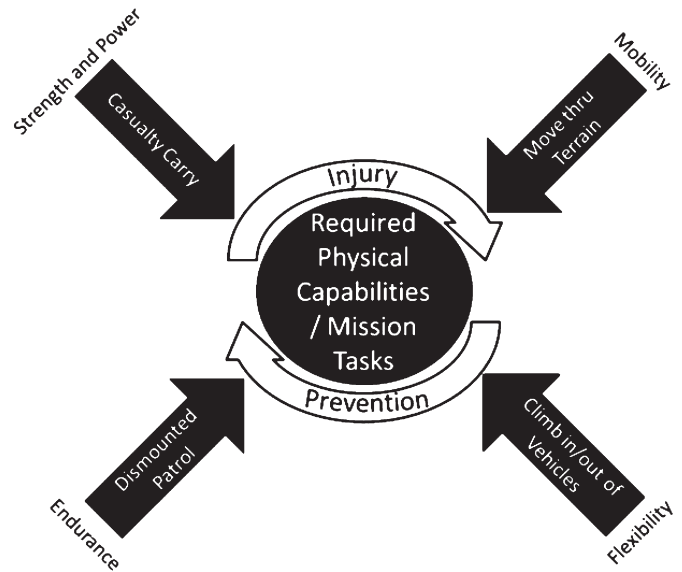 Strength and Power
Casualty Carry
Mobility
Move thru
Terrain
Injury
Required
Physical
Capabilities
/ Mission
Tasks
Prevention
Dismounted
Patrol
Endurance
Climb in/out of
Vehicles
Flexibility